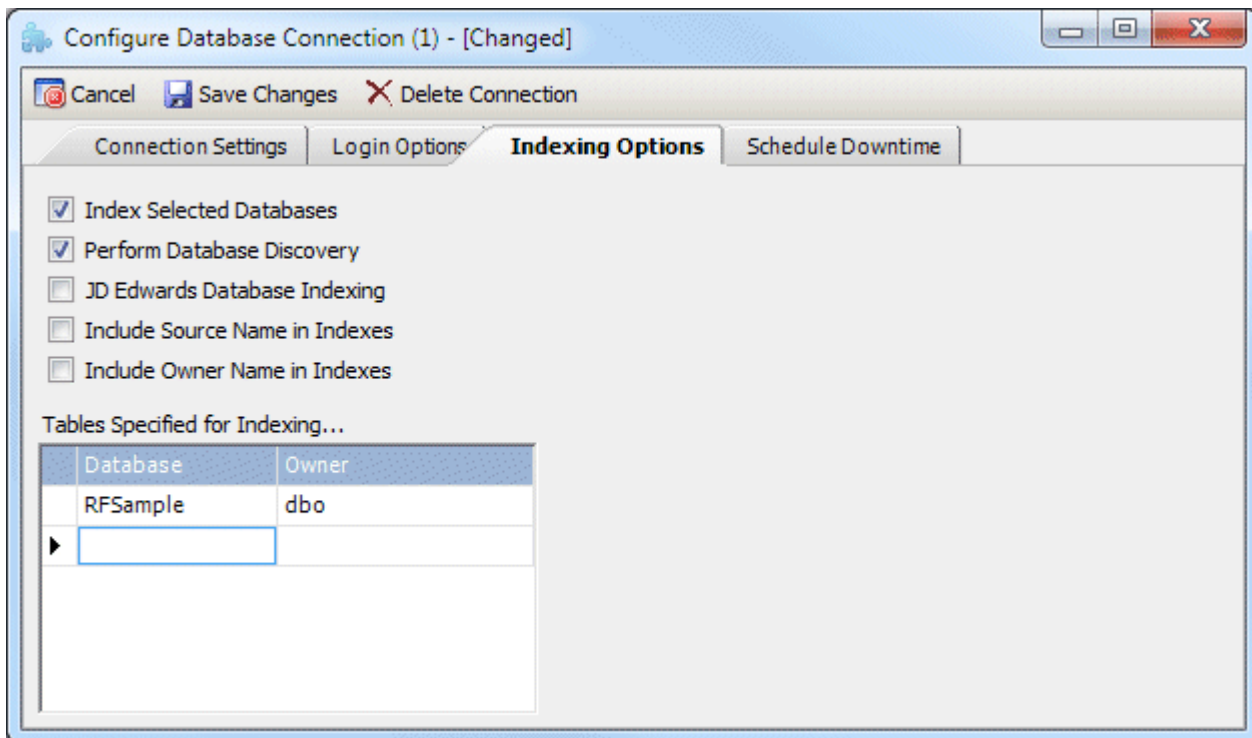 Configure Database Connection (1) - [Changed]
Cancel Save Changes Delete Connection
Connection Settings Login Options Indexing Options Schedule Downtime
Index Selected Databases
Perform Database Discovery
JD Edwards Database Indexing
Include Source Name in Indexes
Include Owner Name in Indexes
Tables Specified for Indexing...
Database Owner
RFSample dbo